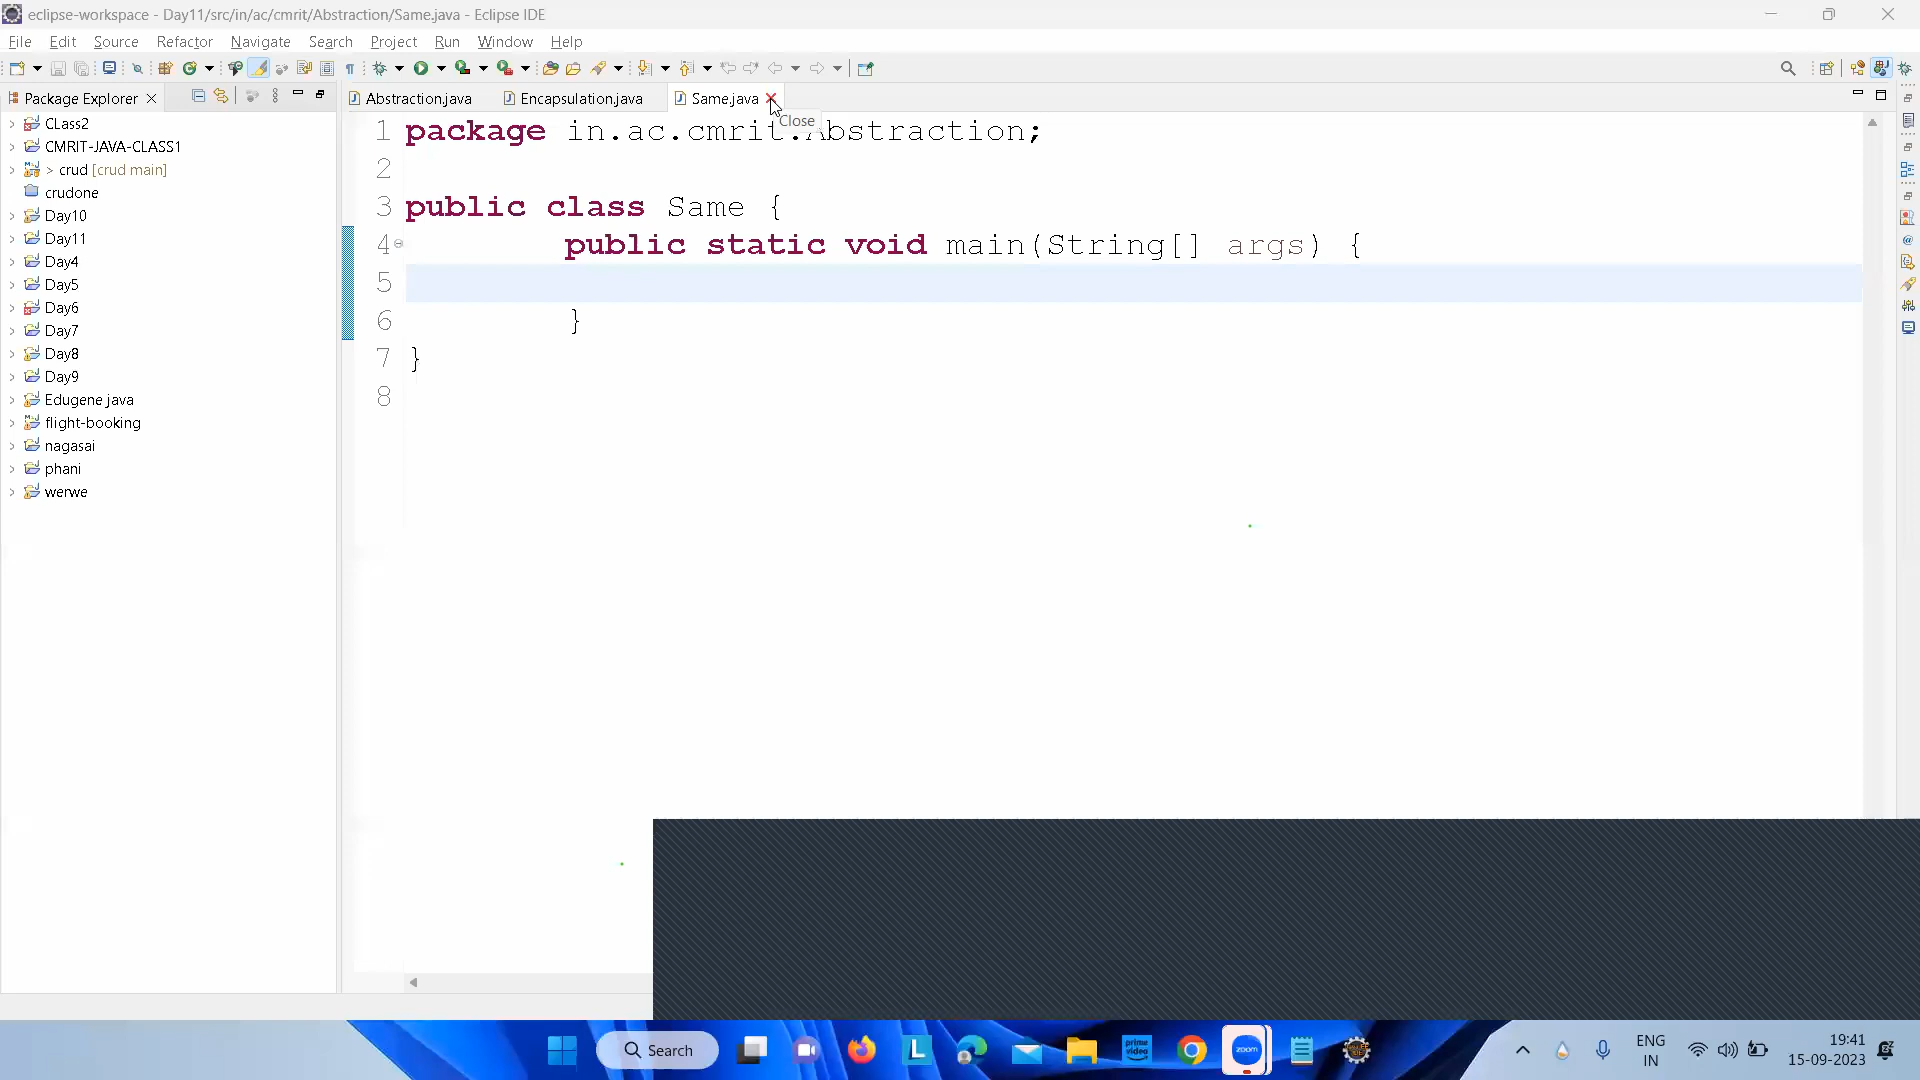 eclipse-workspace - Day11/src/in/ac/cmrit/Abstraction/Same.java - Eclipse IDE
File Edit Source Refactor Navigate Search Project Run Window Help
Package Explorer
Abstraction.java Encapsulation.java Same.java
Close
CLass2
CMRIT-JAVA-CLASS1
> crud [crud main]
crudone
Day10
Day11
Day4
Day5
Day6
Day7
Day8
Day9
Edugene java
flight-booking
nagasai
phani
werwe
1 package in.ac.cmrit.Abstraction;
2
3 public class Same {
4 public static void main(String[] args) {
5
6 }
7 }
8
Search
L
prime video
zoom
ENG
IN
19:41
15-09-2023